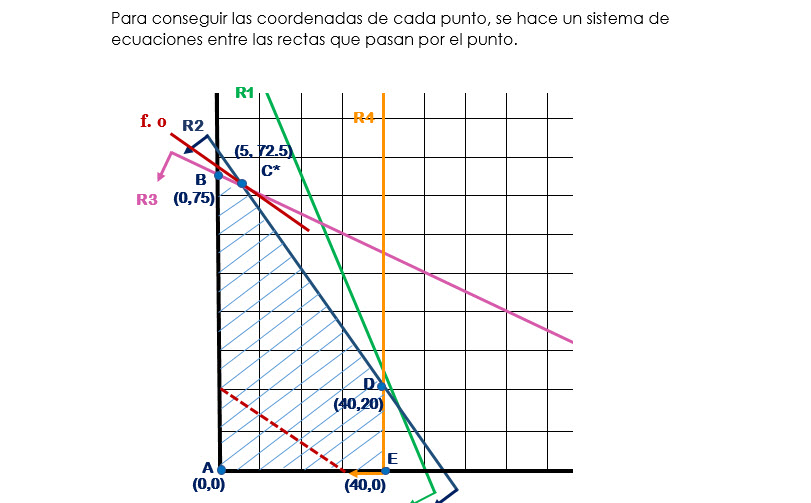 Para conseguir las coordenadas de cada punto, se hace un sistema de
ecuaciones entre las rectas que pasan por el punto.
R1
f. o
R2
R4
(5, 72.5)
C*
B
R3
(0,75)
D
(40,20)
A
E
(0,0)
(40,0)